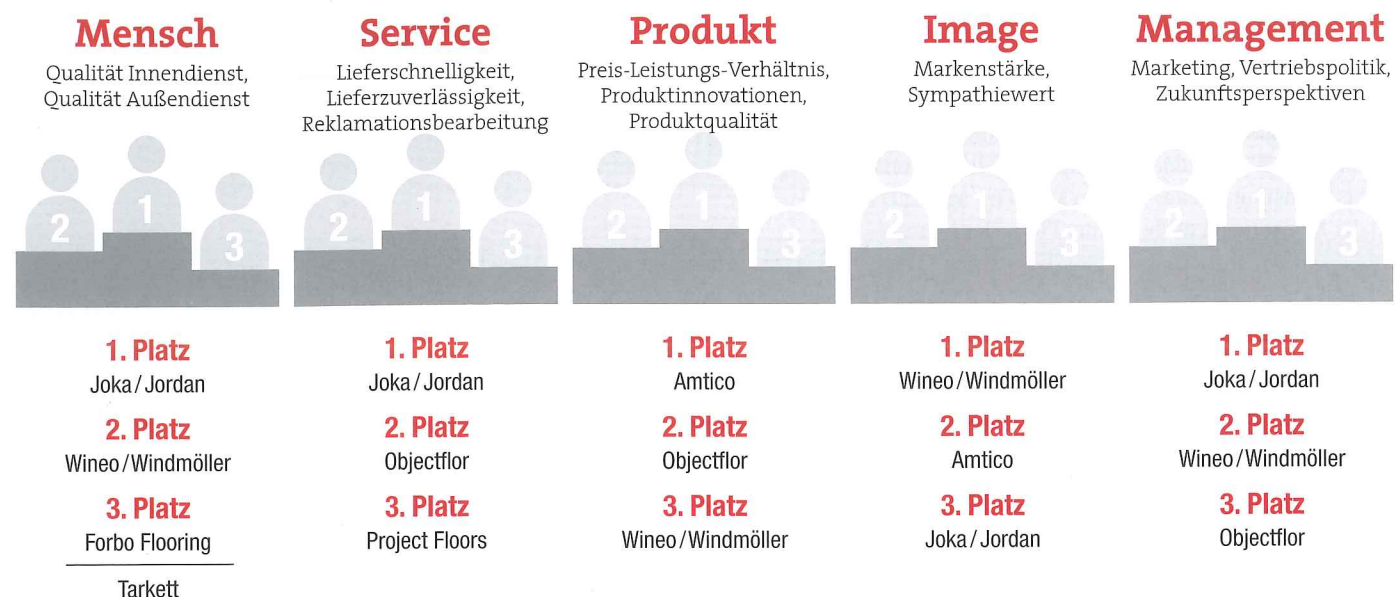 Mensch
Qualität Innendienst,
Qualität Außendienst
2
1
3
1. Platz
Joka/Jordan
2. Platz
Wineo/Windmöller
3. Platz
Forbo Flooring
Tarkett
Service
Lieferschnelligkeit,
Lieferzuverlässigkeit,
Reklamationsbearbeitung
2
1
3
1. Platz
Joka/Jordan
2. Platz
Objectflor
3. Platz
Project Floors
Produkt
Preis-Leistungs-Verhältnis,
Produktinnovationen,
Produktqualität
2
1
3
1. Platz
Amtico
2. Platz
Objectflor
3. Platz
Wineo/Windmöller
Image
Markenstärke,
Sympathiewert
2
1
3
1. Platz
Wineo/Windmöller
2. Platz
Amtico
3. Platz
Joka/Jordan
Management
Marketing, Vertriebspolitik,
Zukunftsperspektiven
2
1
3
1. Platz
Joka/Jordan
2. Platz
Wineo/Windmöller
3. Platz
Objectflor